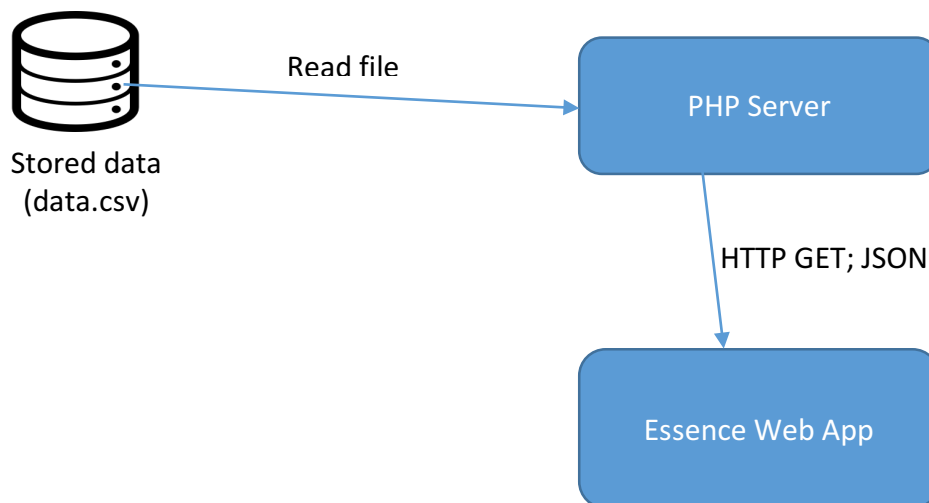 Read file
PHP Server
Stored data
(data.csv)
HTTP GET; JSON
Essence Web App